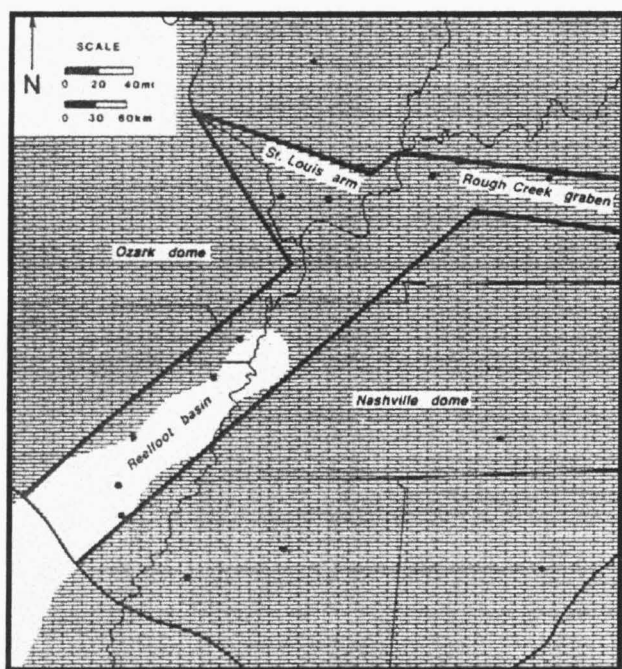 N
SCALE
0 20 40mi
0 30 60km
St. Louis arm
Rough Creek graben
Ozark dome
Reelfoot basin
Nashville dome